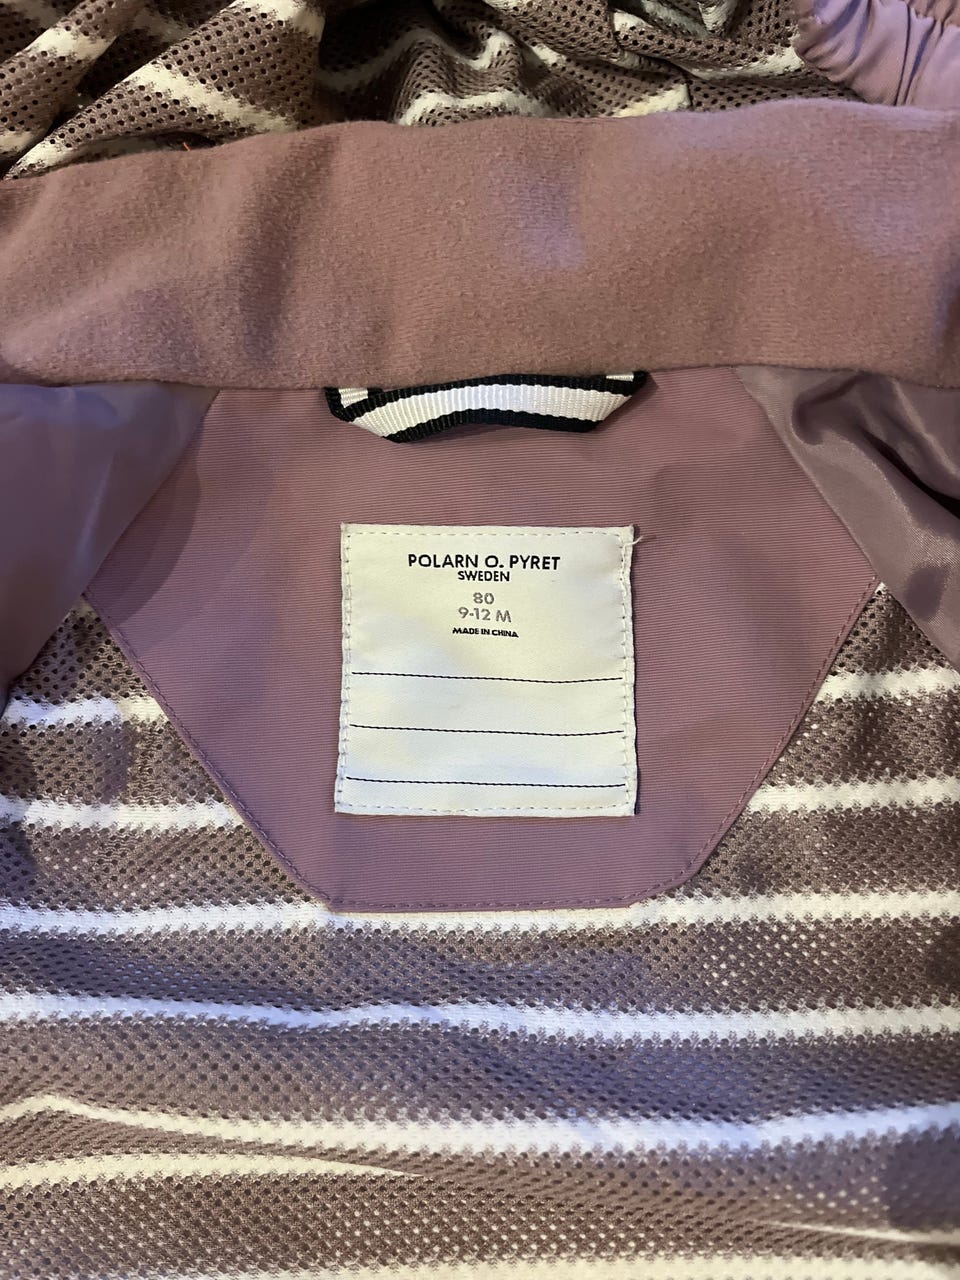 POLARN O. PYRET
SWEDEN
80
9-12 M
MADE IN CHINA